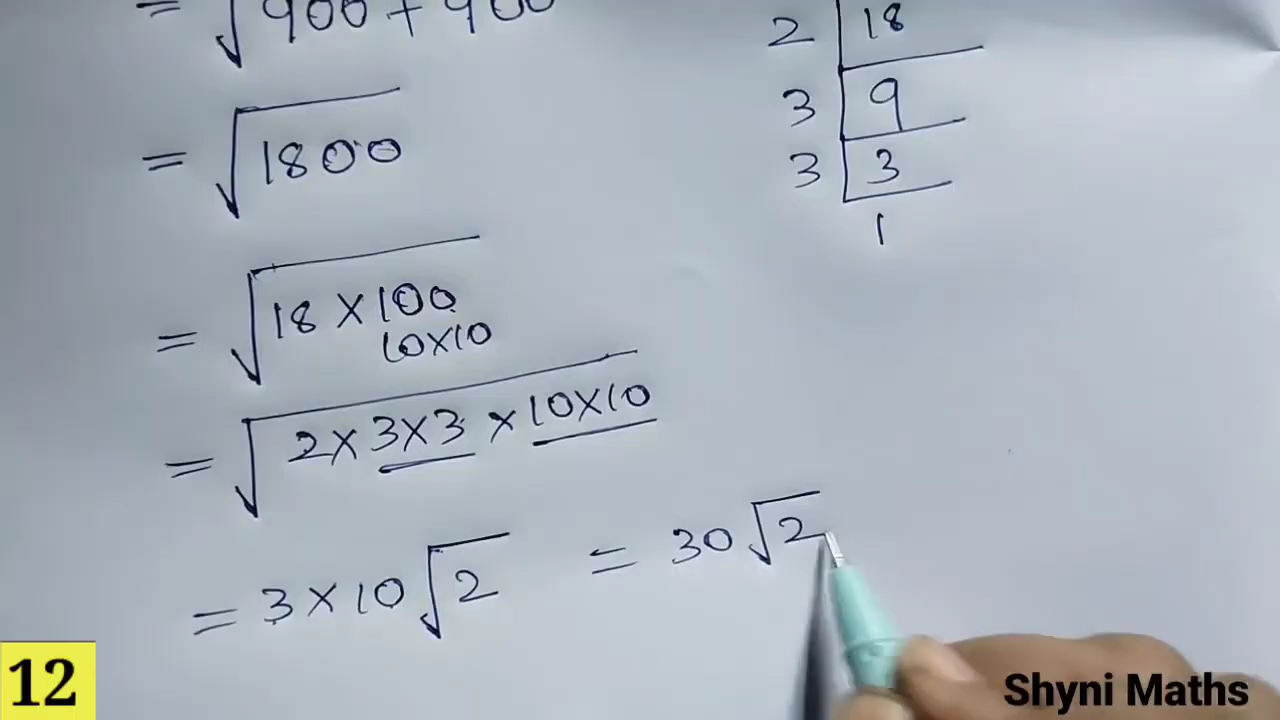 = √900 + 900
= √1800
= √18 × 100
10×10
= √2 × 3×3 × 10×10
= 3 × 10 √2 = 30 √2
2 | 18
3 | 9
3 | 3
1
12
Shyni Maths